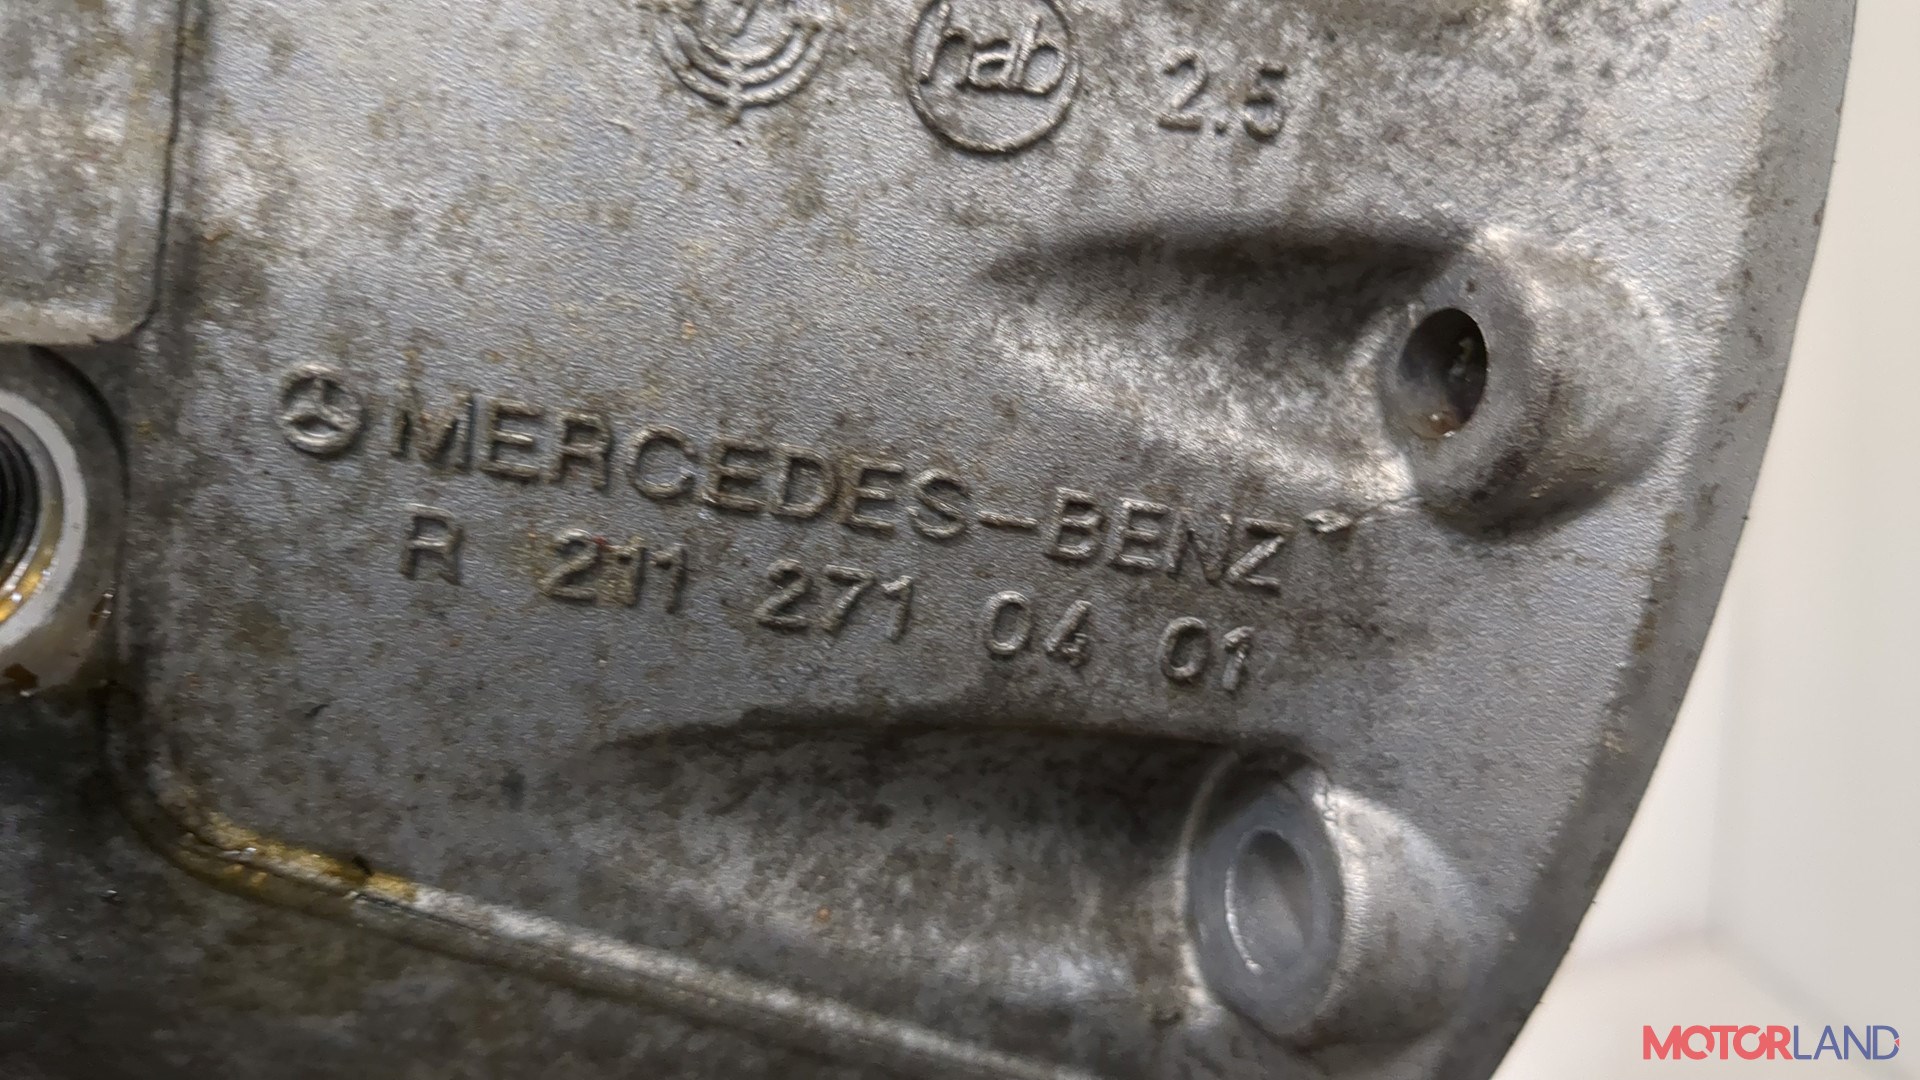 hab 2.5
MERCEDES-BENZ
R 211 271 04 01
MOTORLAND